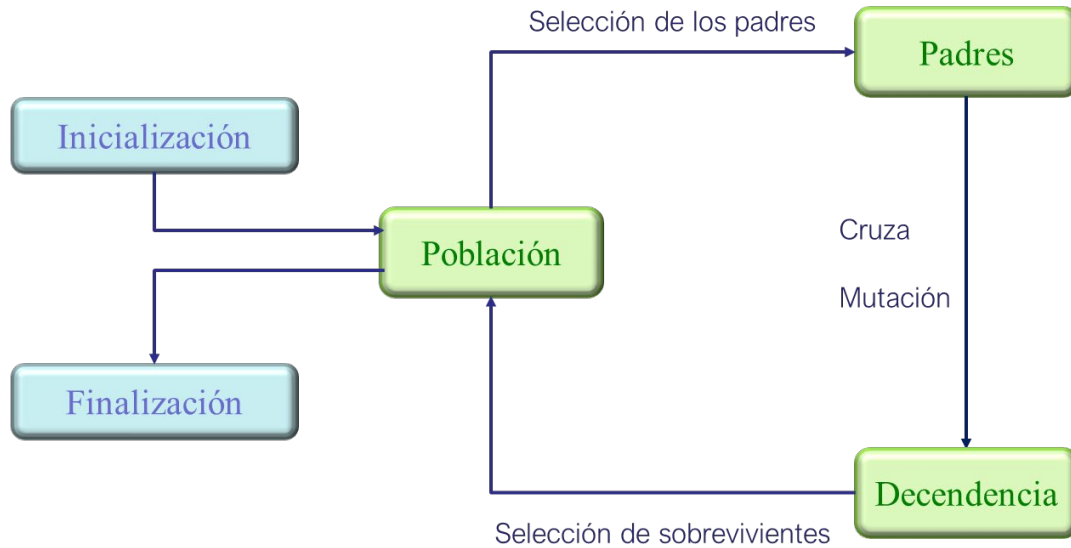 Selección de los padres
Padres
Inicialización
Población
Cruza
Mutación
Finalización
Decendencia
Selección de sobrevivientes